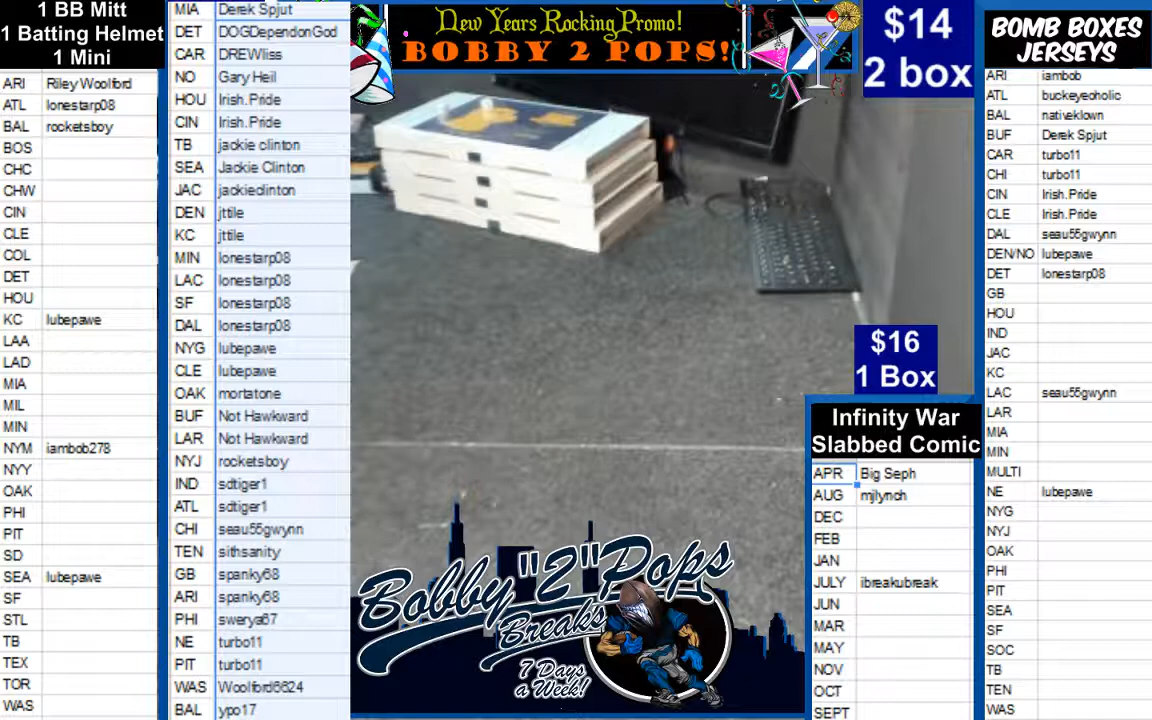 1 BB Mitt
1 Batting Helmet
1 Mini
ARI Riley Woolford
ATL lonestarp08
BAL rocketsboy
BOS
CHC
CHW
CIN
CLE
COL
DET
HOU
KC lubepawe
LAA
LAD
MIA
MIL
MIN
NYM iambob278
NYY
OAK
PHI
PIT
SD
SEA lubepawe
SF
STL
TB
TEX
TOR
WAS
MIA Derek Spjut
DET DOGDependonGod
CAR DREWliss
NO Gary Heil
HOU Irish.Pride
CIN Irish.Pride
TB jackie clinton
SEA Jackie Clinton
JAC jackieclinton
DEN jttile
KC jttile
MIN lonestarp08
LAC lonestarp08
SF lonestarp08
DAL lonestarp08
NYG lubepawe
CLE lubepawe
OAK mortatone
BUF Not Hawkward
LAR Not Hawkward
NYJ rocketsboy
IND sdtiger1
ATL sdtiger1
CHI seau55gwynn
TEN sithsanity
GB spanky68
ARI spanky68
PHI swerya67
NE turbo11
PIT turbo11
WAS Woolford6624
BAL ypo17
New Years Rocking Promo!
BOBBY 2 POPS!
$14
2 box
$16
1 Box
Bobby "2" Pops
Breaks
7 Days
a Week!
Infinity War
Slabbed Comic
APR Big Seph
AUG mjlynch
DEC
FEB
JAN
JULY ibreakubreak
JUN
MAR
MAY
NOV
OCT
SEPT
BOMB BOXES
JERSEYS
ARI iambob
ATL buckeyeoholic
BAL nativeklown
BUF Derek Spjut
CAR turbo11
CHI turbo11
CIN Irish.Pride
CLE Irish.Pride
DAL seau55gwynn
DEN/NO lubepawe
DET lonestarp08
GB
HOU
IND
JAC
KC
LAC seau55gwynn
LAR
MIA
MIN
MULTI
NE lubepawe
NYG
NYJ
OAK
PHI
PIT
SEA
SF
SOC
TB
TEN
WAS